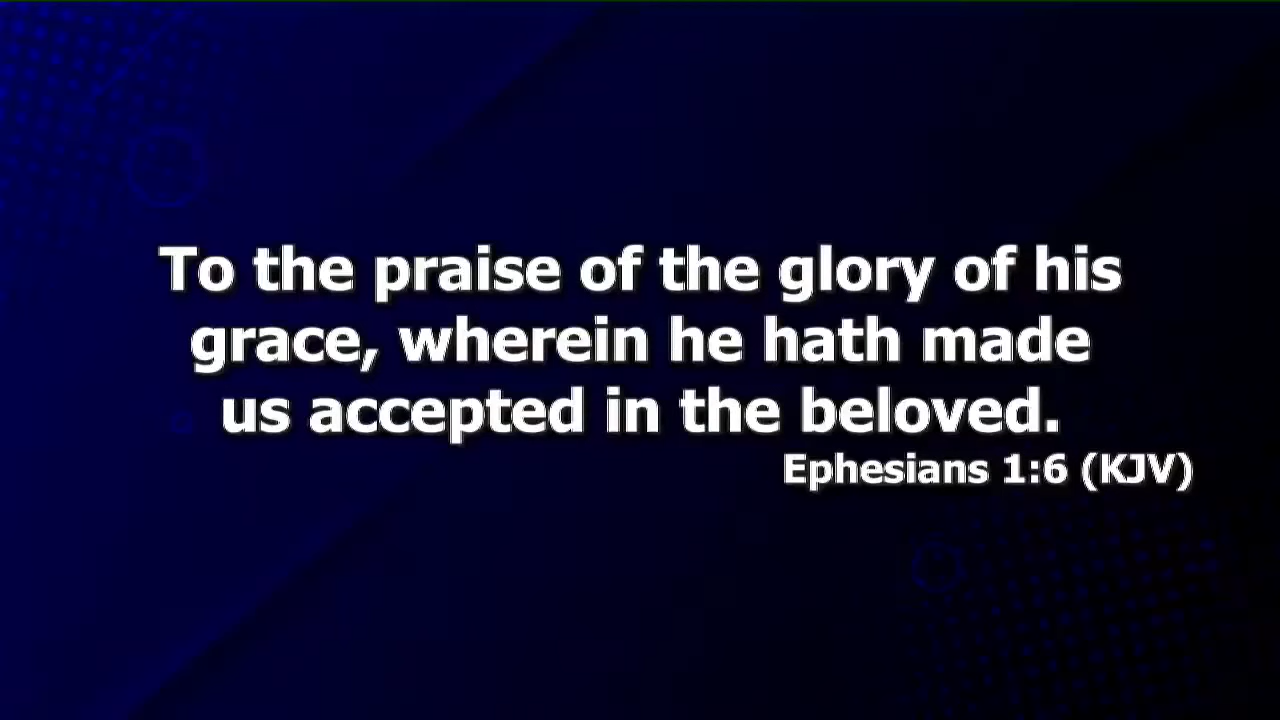 To the praise of the glory of his
grace, wherein he hath made
us accepted in the beloved.
Ephesians 1:6 (KJV)